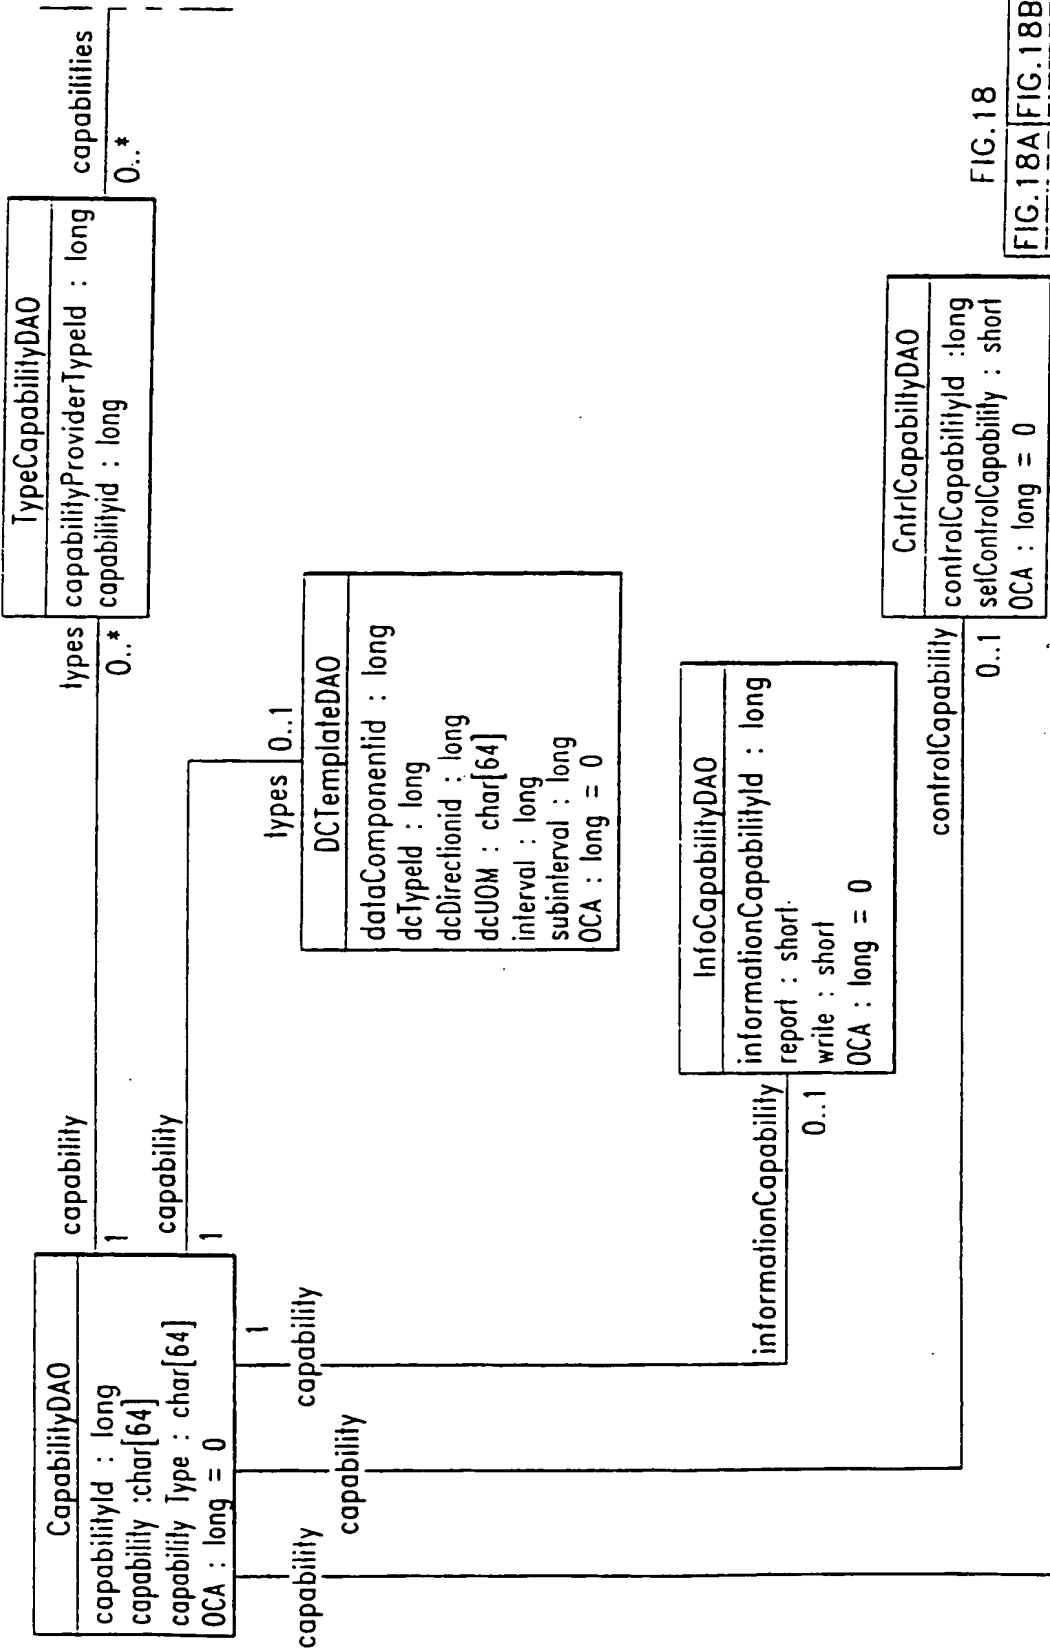 CapabilityDAO
capabilityId : long
capability :char[64]
capability Type : char[64]
OCA : long = 0
capability
1
capability
1
1
capability
capability
capability
types
0..*
TypeCapabilityDAO
capabilityProviderTypeId : long
capabilityid : long
capabilities
0..*
types
0..1
DCTemplateDAO
dataComponentid : long
dcTypeId : long
dcDirectionid : long
dcUOM : char[64]
interval : long
subinterval : long
OCA : long = 0
informationCapability
0..1
InfoCapabilityDAO
informationCapabilityId : long
report : short
write : short
OCA : long = 0
controlCapability
0..1
CntrlCapabiltyDAO
controlCapabilityId :long
setControlCapability : short
OCA : long = 0
FIG.18
FIG.18A FIG.18B